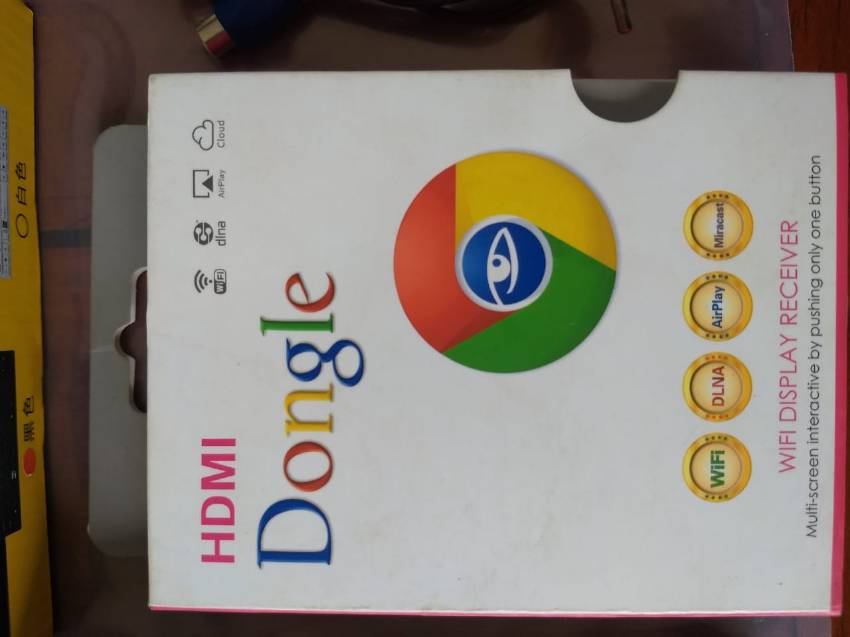 HDMI
Dongle
WiFi dlna AirPlay Cloud
WiFi DLNA AirPlay Miracast
WIFI DISPLAY RECEIVER
Multi-screen interactive by pushing only one button
黑色
白色